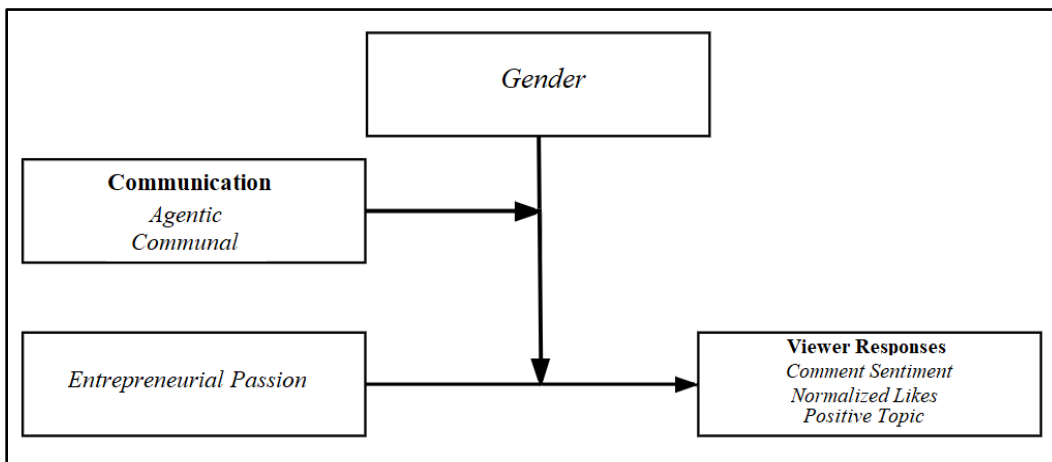 Gender
Communication
Agentic
Communal
Entrepreneurial Passion
Viewer Responses
Comment Sentiment
Normalized Likes
Positive Topic